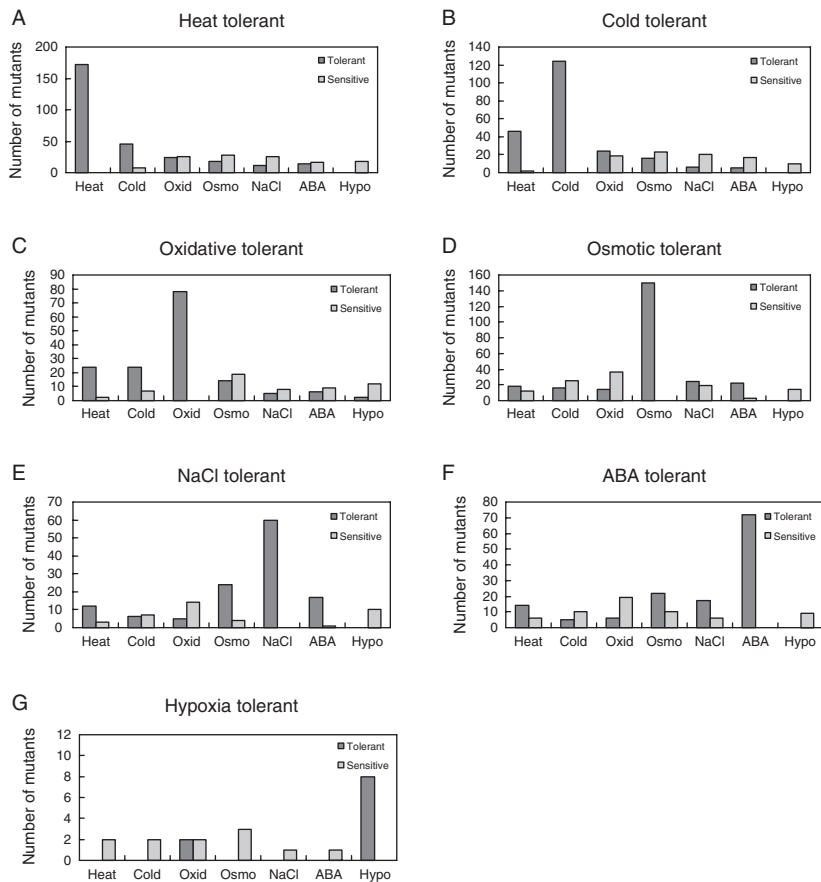 A
Heat tolerant
Number of mutants
200
150
100
50
0
Tolerant
Sensitive
Heat Cold Oxid Osmo NaCl ABA Hypo
B
Cold tolerant
Number of mutants
140
120
100
80
60
40
20
0
Tolerant
Sensitive
Heat Cold Oxid Osmo NaCl ABA Hypo
C
Oxidative tolerant
Number of mutants
90
80
70
60
50
40
30
20
10
0
Tolerant
Sensitive
Heat Cold Oxid Osmo NaCl ABA Hypo
D
Osmotic tolerant
Number of mutants
160
140
120
100
80
60
40
20
0
Tolerant
Sensitive
Heat Cold Oxid Osmo NaCl ABA Hypo
E
NaCl tolerant
Number of mutants
70
60
50
40
30
20
10
0
Tolerant
Sensitive
Heat Cold Oxid Osmo NaCl ABA Hypo
F
ABA tolerant
Number of mutants
80
70
60
50
40
30
20
10
0
Tolerant
Sensitive
Heat Cold Oxid Osmo NaCl ABA Hypo
G
Hypoxia tolerant
Number of mutants
12
10
8
6
4
2
0
Tolerant
Sensitive
Heat Cold Oxid Osmo NaCl ABA Hypo